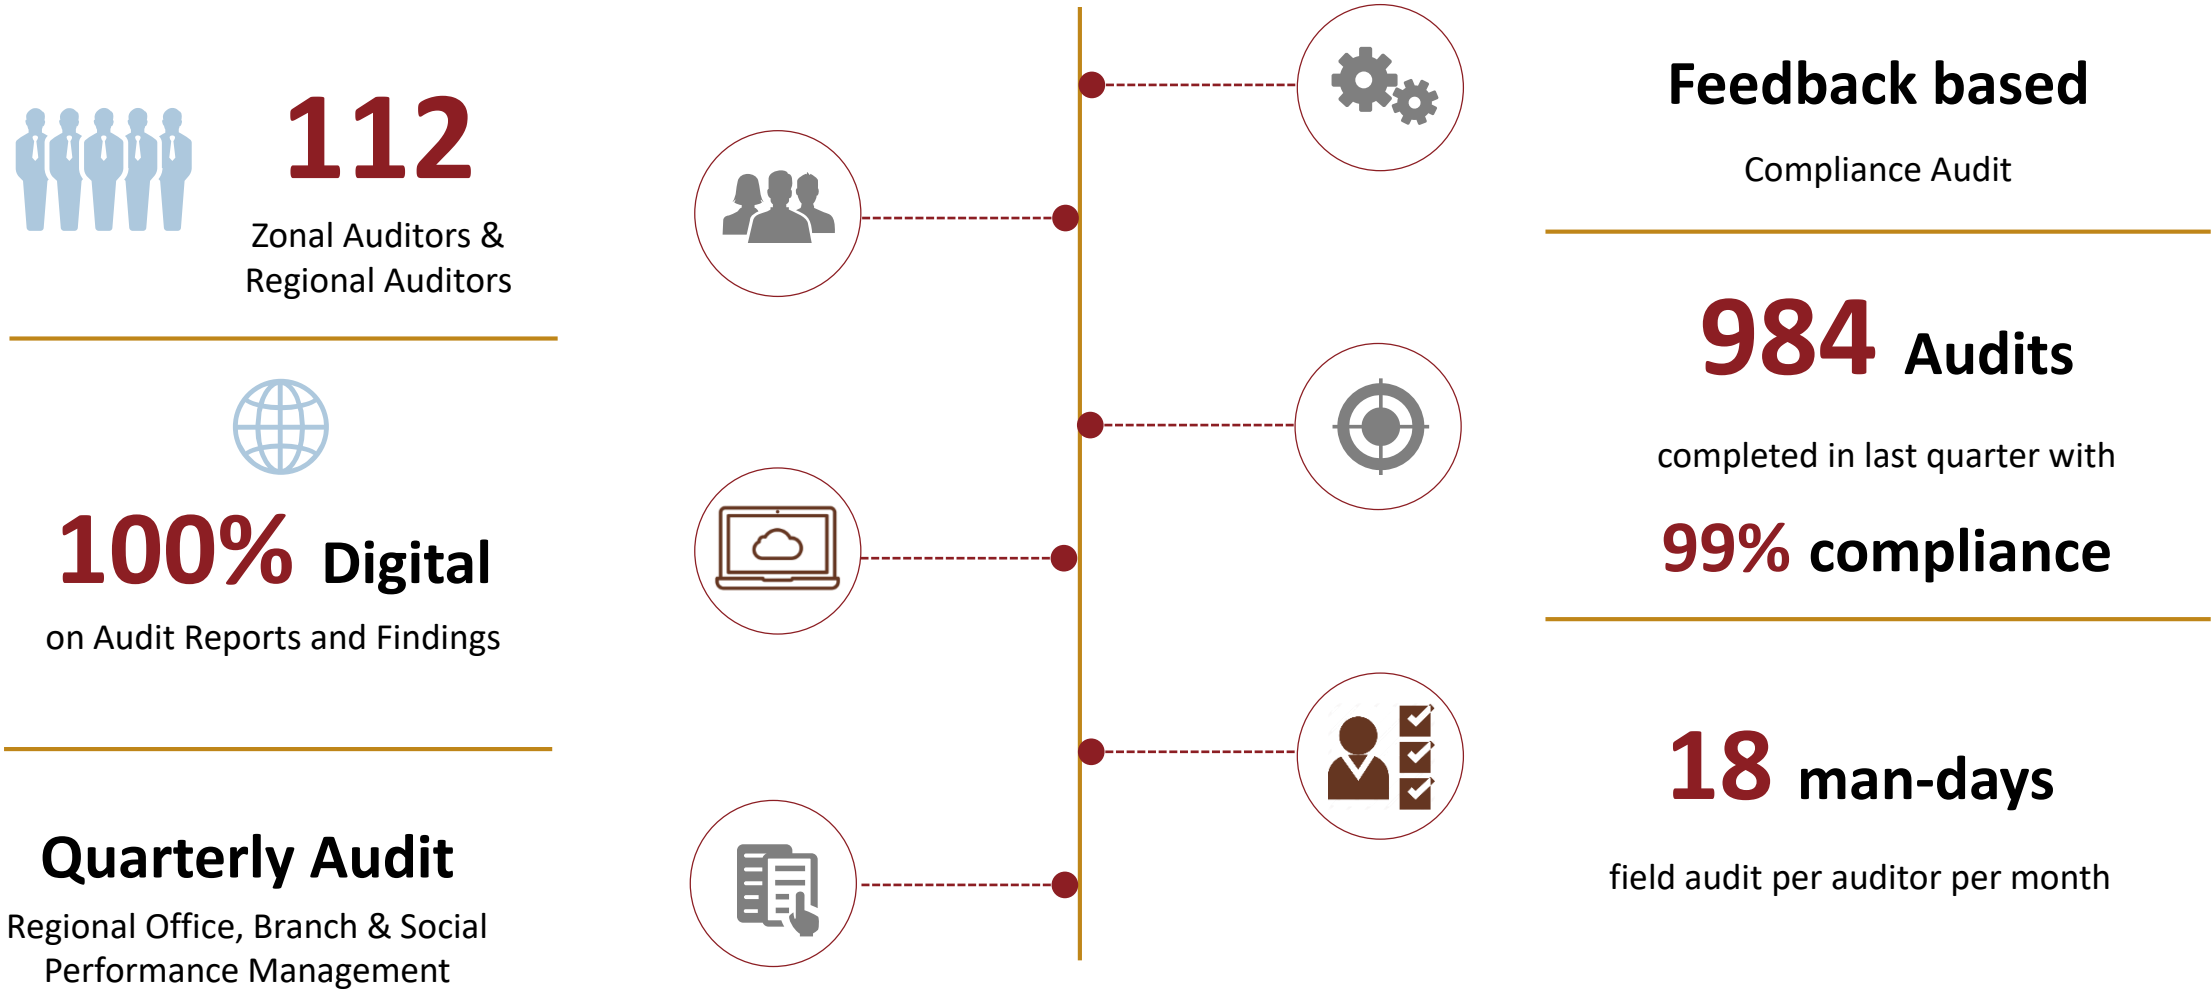 112
Zonal Auditors &
Regional Auditors
100% Digital
on Audit Reports and Findings
Quarterly Audit
Regional Office, Branch & Social
Performance Management
Feedback based
Compliance Audit
984 Audits
completed in last quarter with
99% compliance
18 man-days
field audit per auditor per month